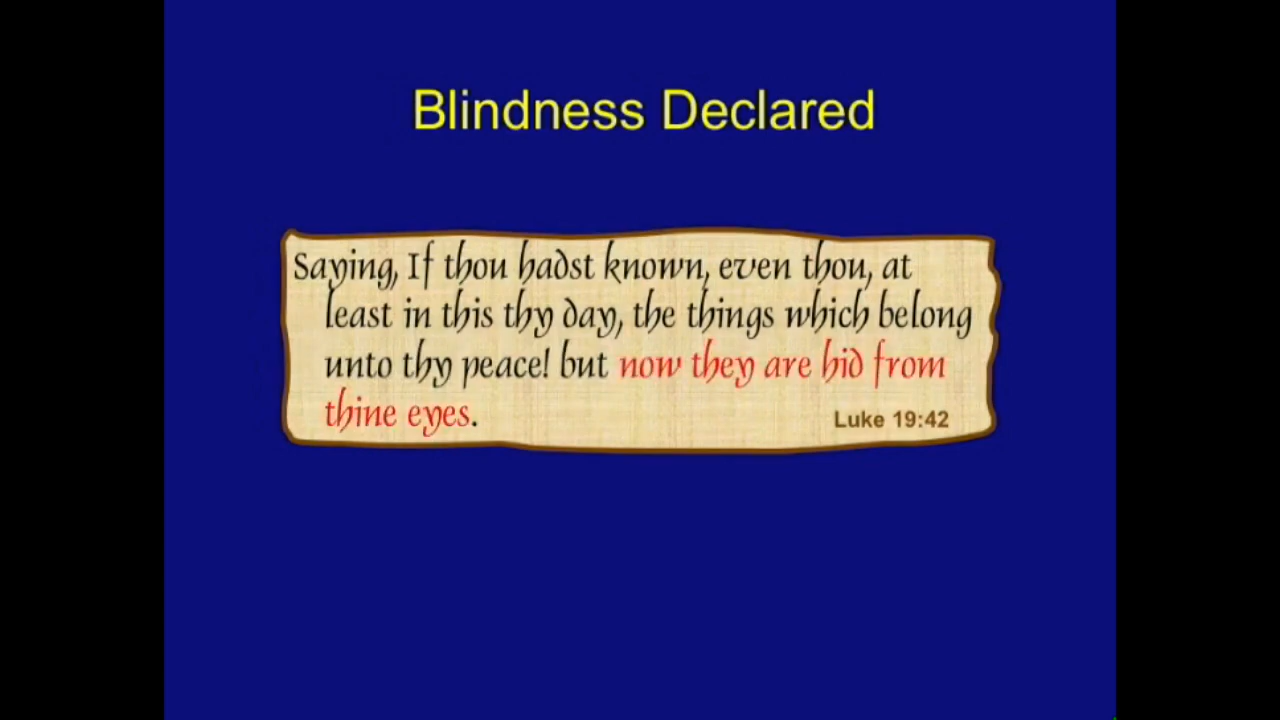 Blindness Declared
Saying, If thou hadst known, even thou, at
least in this thy day, the things which belong
unto thy peace! but now they are hid from
thine eyes.
Luke 19:42